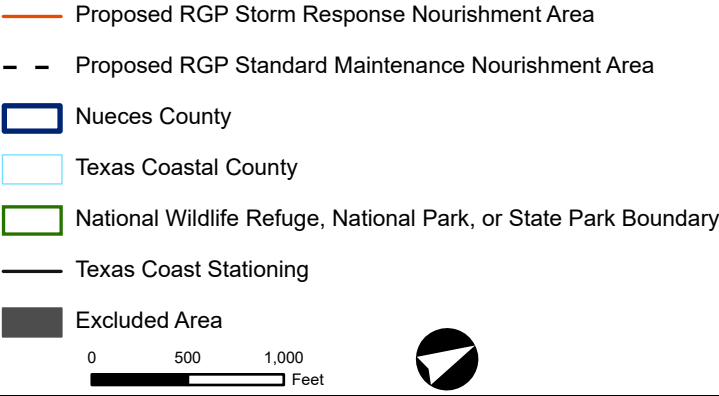 Proposed RGP Storm Response Nourishment Area
Proposed RGP Standard Maintenance Nourishment Area
Nueces County
Texas Coastal County
National Wildlife Refuge, National Park, or State Park Boundary
Texas Coast Stationing
Excluded Area
0 500 1,000
Feet